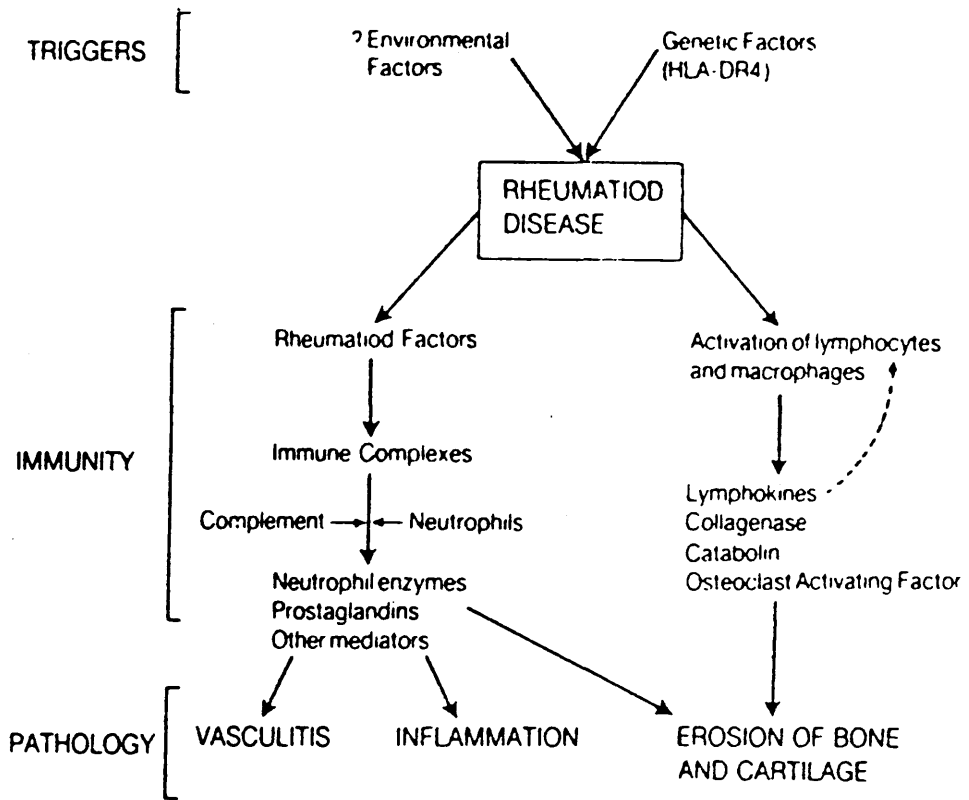 TRIGGERS
? Environmental
Factors
Genetic Factors
(HLA-DR4)
RHEUMATIOD
DISEASE
IMMUNITY
Rheumatiod Factors
Activation of lymphocytes
and macrophages
Immune Complexes
Complement
Neutrophils
Lymphokines
Collagenase
Catabolin
Osteoclast Activating Factor
Neutrophil enzymes
Prostaglandins
Other mediators
PATHOLOGY
VASCULITIS
INFLAMMATION
EROSION OF BONE
AND CARTILAGE